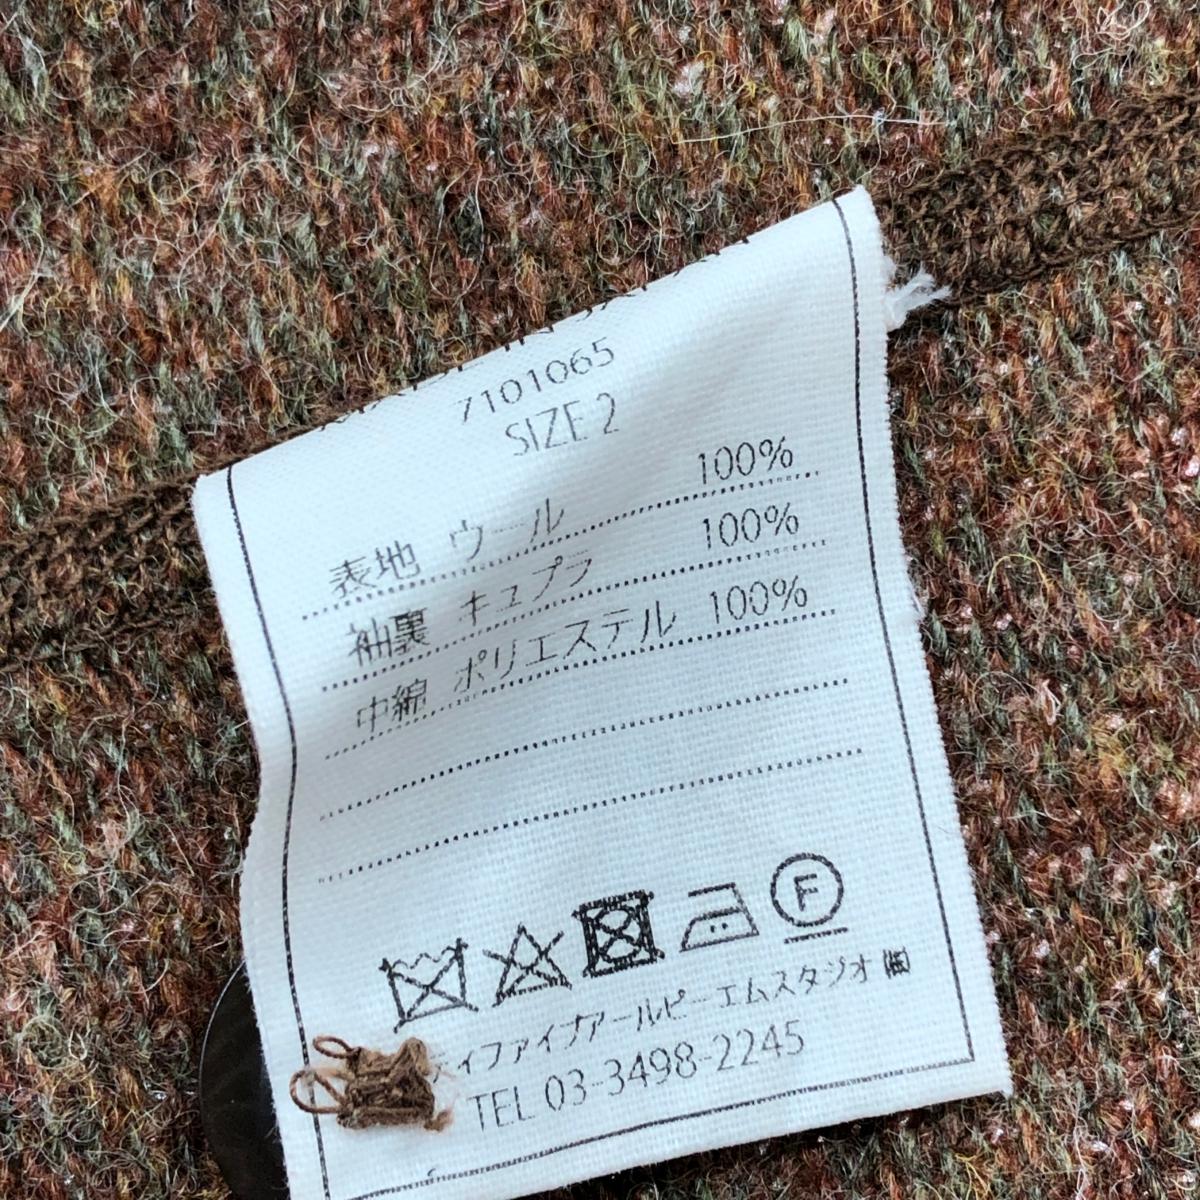 7101065
SIZE 2
表地 ウール 100%
袖裏 キュプラ 100%
中綿 ポリエステル 100%
F
ティファイブアールピーエムスタジオ
TEL 03-3498-2245